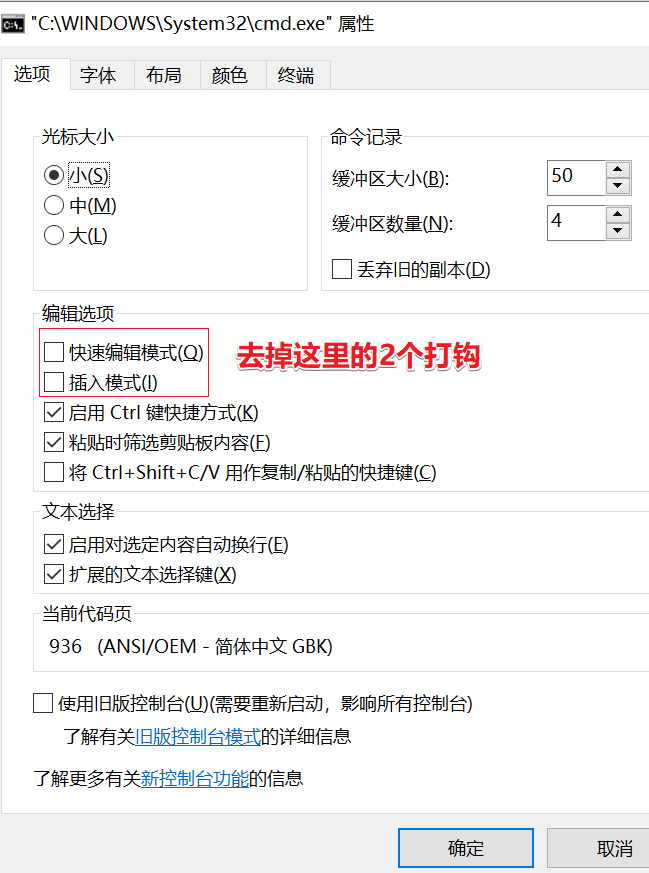 "C:\WINDOWS\System32\cmd.exe" 属性
选项 字体 布局 颜色 终端
光标大小
小(S)
中(M)
大(L)
命令记录
缓冲区大小(B): 50
缓冲区数量(N): 4
丢弃旧的副本(D)
编辑选项
快速编辑模式(Q)
插入模式(I)
去掉这里的2个打钩
启用 Ctrl 键快捷方式(K)
粘贴时筛选剪贴板内容(F)
将 Ctrl+Shift+C/V 用作复制/粘贴的快捷键(C)
文本选择
启用对选定内容自动换行(E)
扩展的文本选择键(X)
当前代码页
936 (ANSI/OEM - 简体中文 GBK)
使用旧版控制台(U)(需要重新启动，影响所有控制台)
了解有关旧版控制台模式的详细信息
了解更多有关新控制台功能的信息
确定 取消